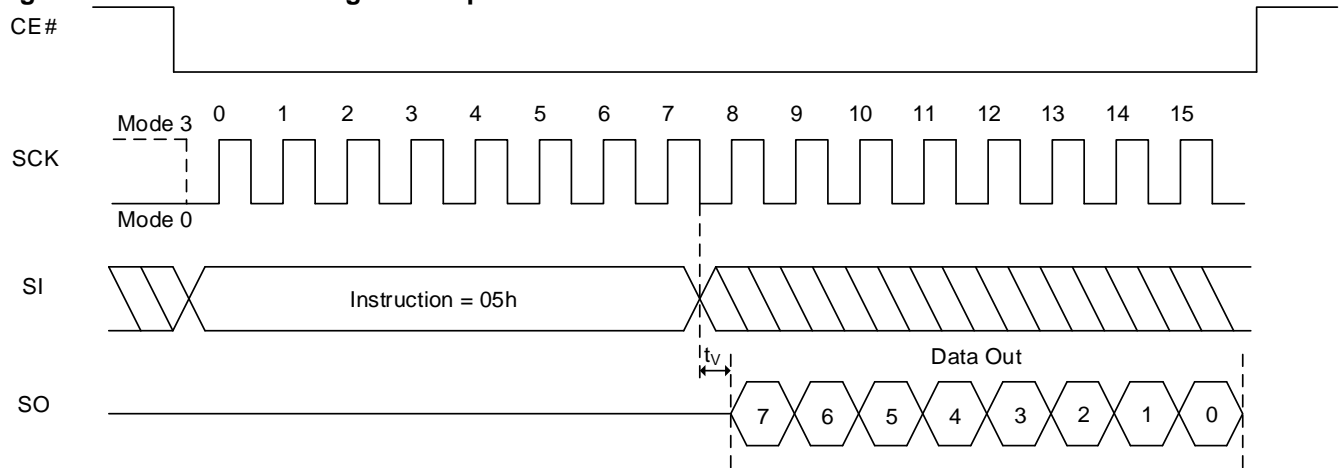 CE#
0 1 2 3 4 5 6 7 8 9 10 11 12 13 14 15
Mode 3
SCK
Mode 0
SI
Instruction = 05h
tV
Data Out
SO
7 6 5 4 3 2 1 0